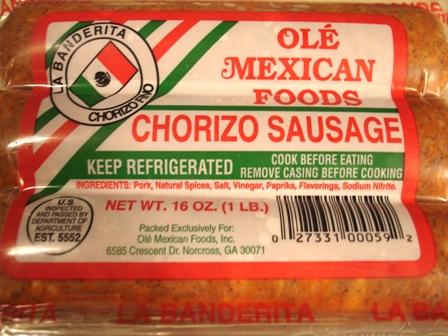 LA BANDERITA
CHORIZO FINO
OLÉ
MEXICAN
FOODS
CHORIZO SAUSAGE
KEEP REFRIGERATED
COOK BEFORE EATING
REMOVE CASING BEFORE COOKING
INGREDIENTS: Pork, Natural Spices, Salt, Vinegar, Paprika, Flavorings, Sodium Nitrite.
U.S
INSPECTED
AND PASSED BY
DEPARTMENT OF
AGRICULTURE
EST. 5552
NET WT. 16 OZ. (1 LB.)
Packed Exclusively For:
Olé Mexican Foods, Inc.
6585 Crescent Dr. Norcross, GA 30071
0 27331 00059 2
LA BANDERITA LA BANDERITA